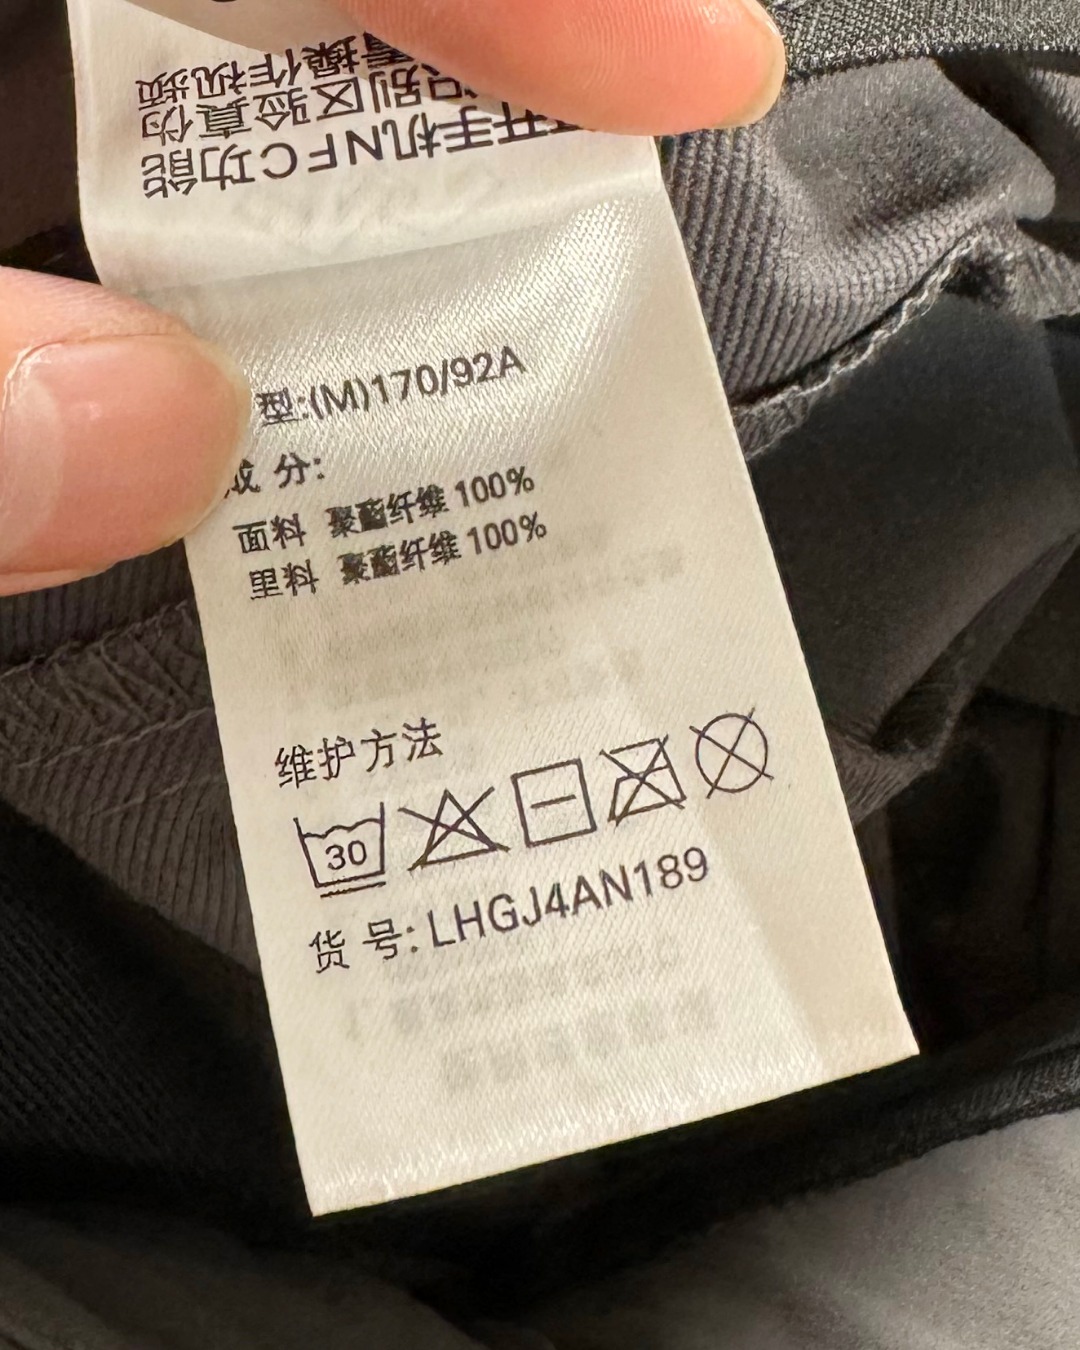 开手机NFC功能
识别区验真伪
看操作视频
型:(M)170/92A
成 分:
面料 聚酯纤维 100%
里料 聚酯纤维 100%
维护方法
30
货 号: LHGJ4AN189